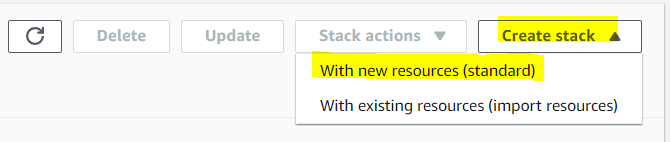 Delete Update Stack actions Create stack
With new resources (standard)
With existing resources (import resources)